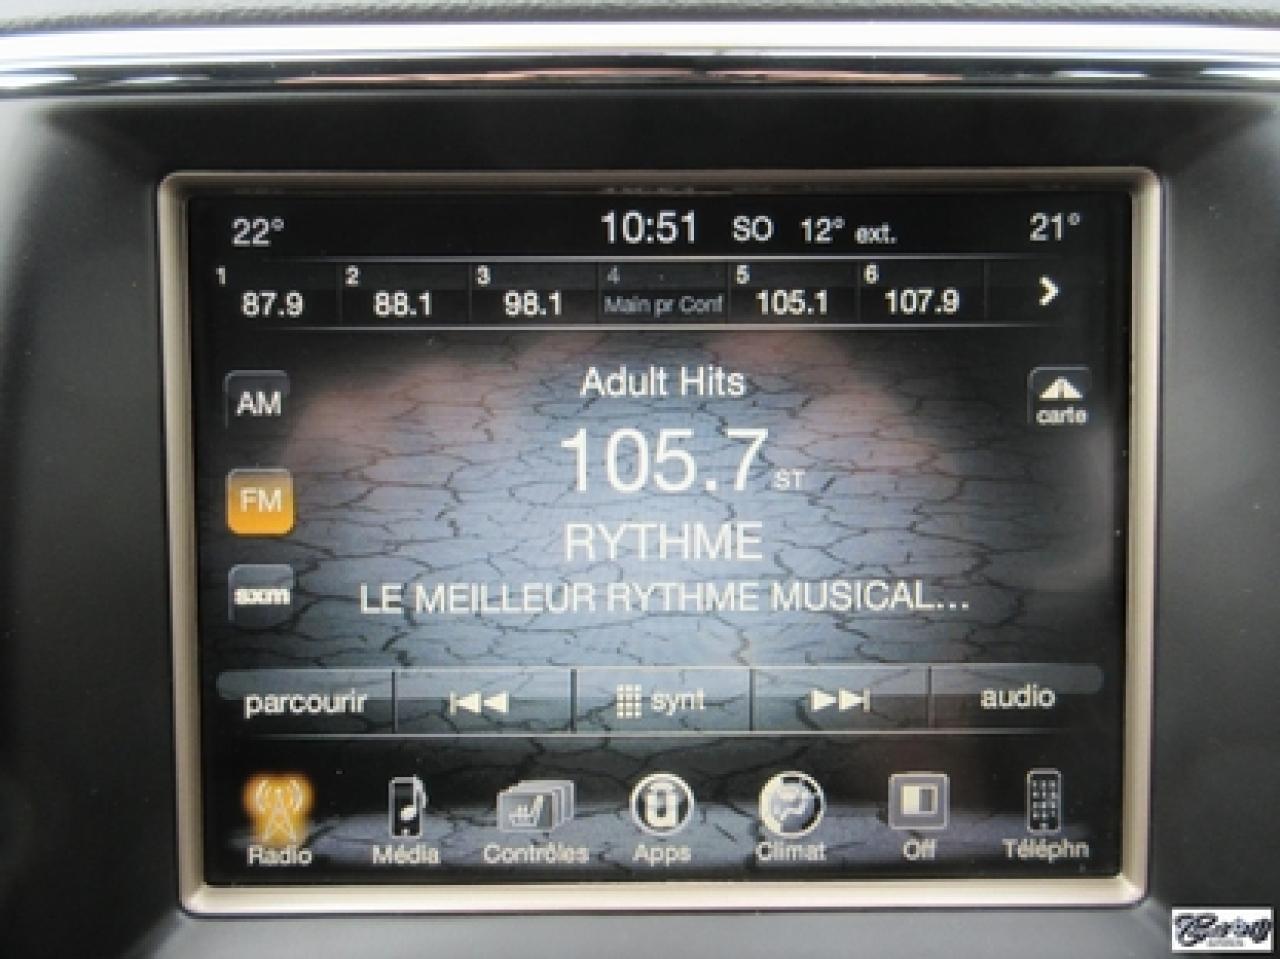 22° 10:51 SO 12° ext. 21°
1 2 3 4 5 6
87.9 88.1 98.1 Main pr Conf 105.1 107.9
Adult Hits
AM
carte
105.7 ST
FM
RYTHME
sxm
LE MEILLEUR RYTHME MUSICAL...
parcourir synt audio
Radio Média Contrôles Apps Climat Off Téléphn